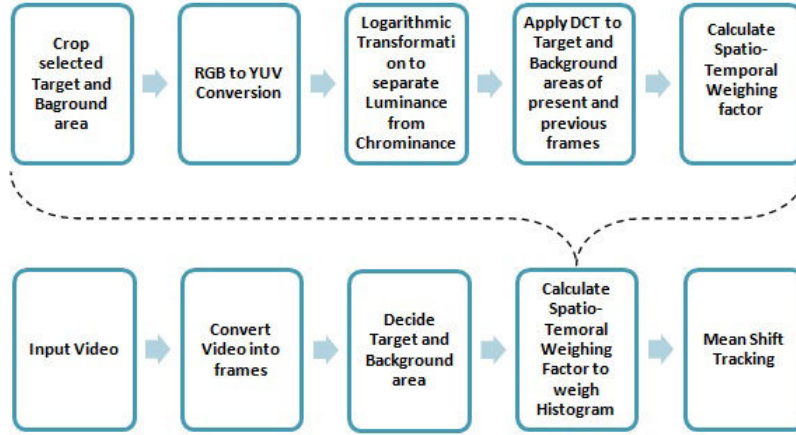 Crop
selected
Target and
Baground
area
RGB to YUV
Conversion
Logarithmic
Transformati
on to
separate
Luminance
from
Chrominance
Apply DCT to
Target and
Background
areas of
present and
previous
frames
Calculate
Spatio-
Temporal
Weighing
factor
Input Video
Convert
Video into
frames
Decide
Target and
Background
area
Calculate
Spatio-
Temoral
Weighing
Factor to
weigh
Histogram
Mean Shift
Tracking